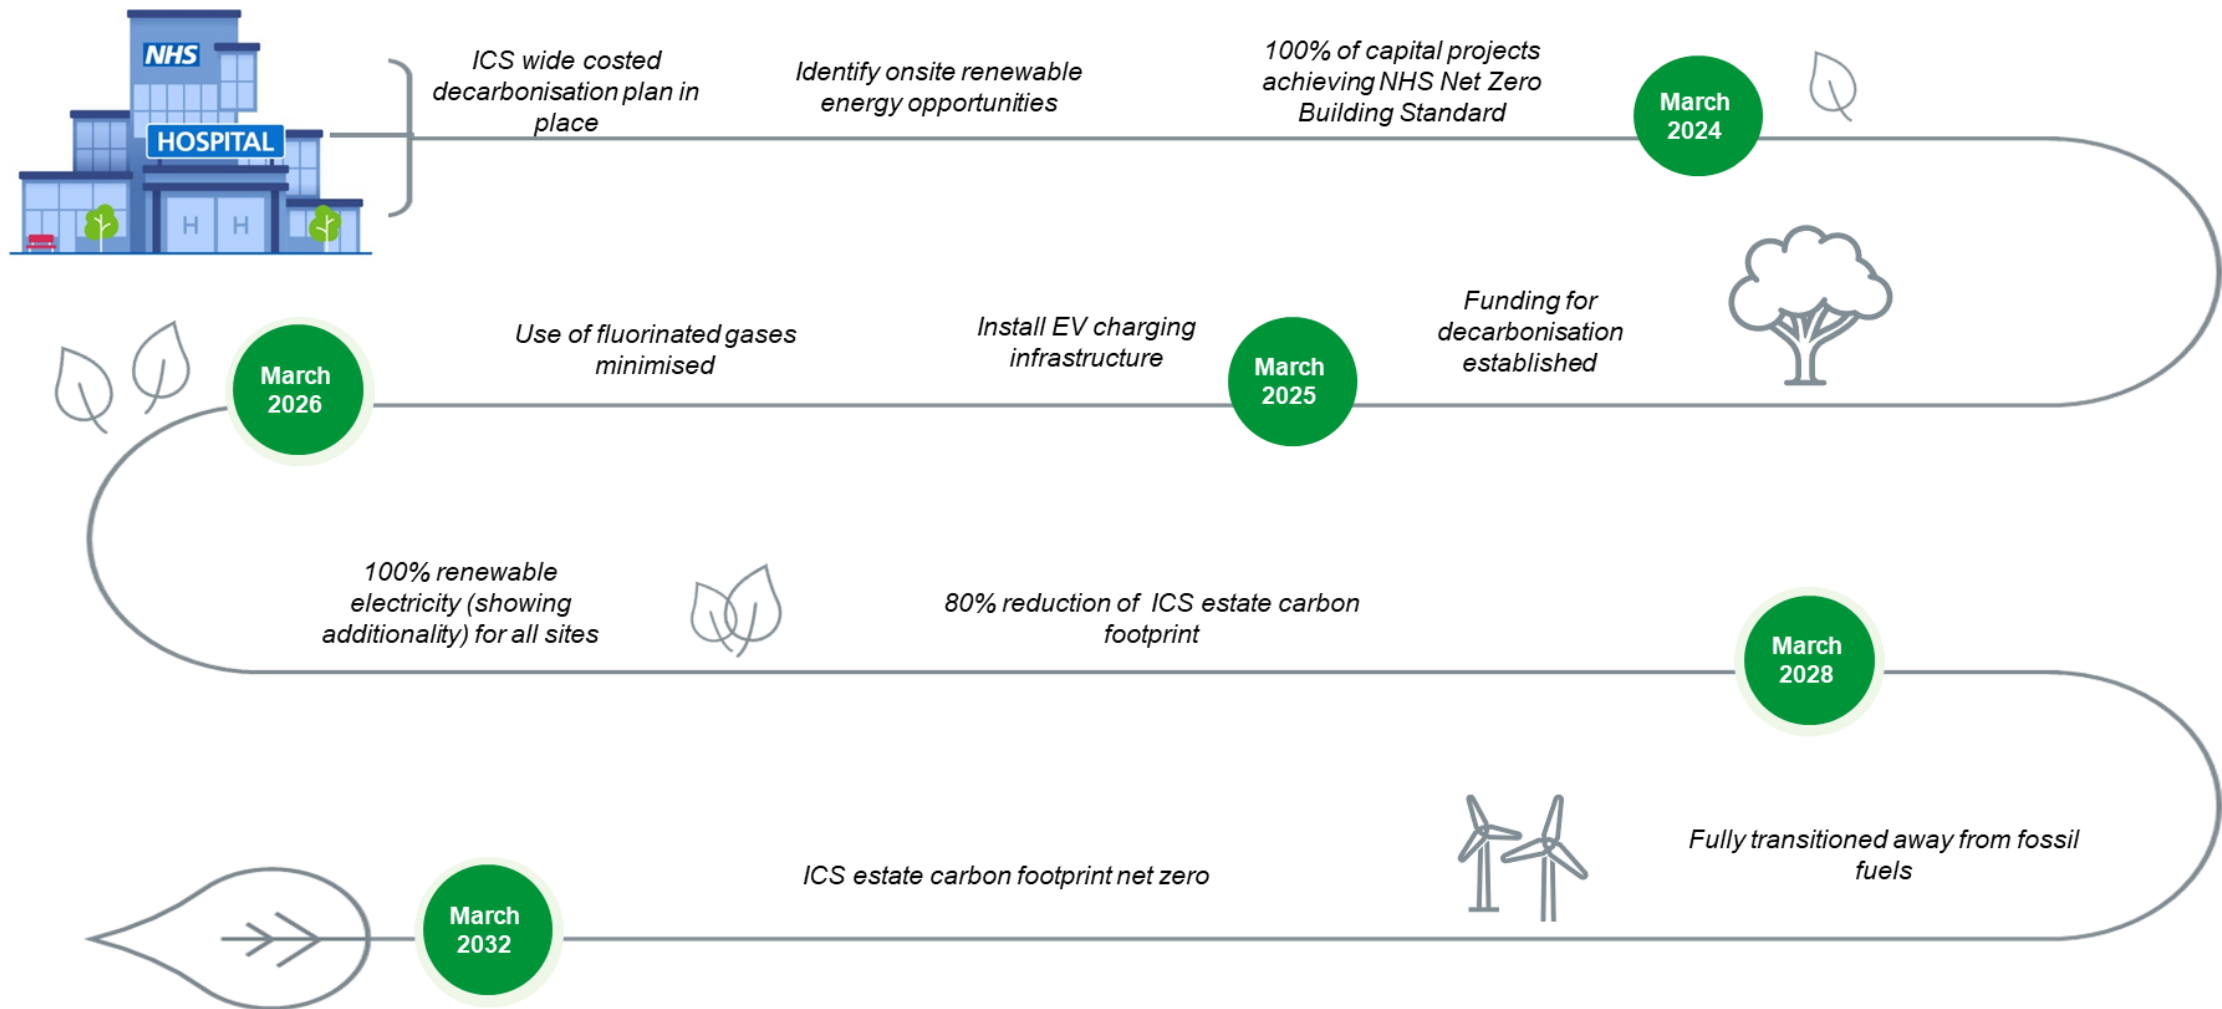 NHS
HOSPITAL
H H
ICS wide costed
decarbonisation plan in
place
Identify onsite renewable
energy opportunities
100% of capital projects
achieving NHS Net Zero
Building Standard
March
2024
Funding for
decarbonisation
established
March
2025
Install EV charging
infrastructure
Use of fluorinated gases
minimised
March
2026
100% renewable
electricity (showing
additionality) for all sites
80% reduction of ICS estate carbon
footprint
March
2028
Fully transitioned away from fossil
fuels
ICS estate carbon footprint net zero
March
2032